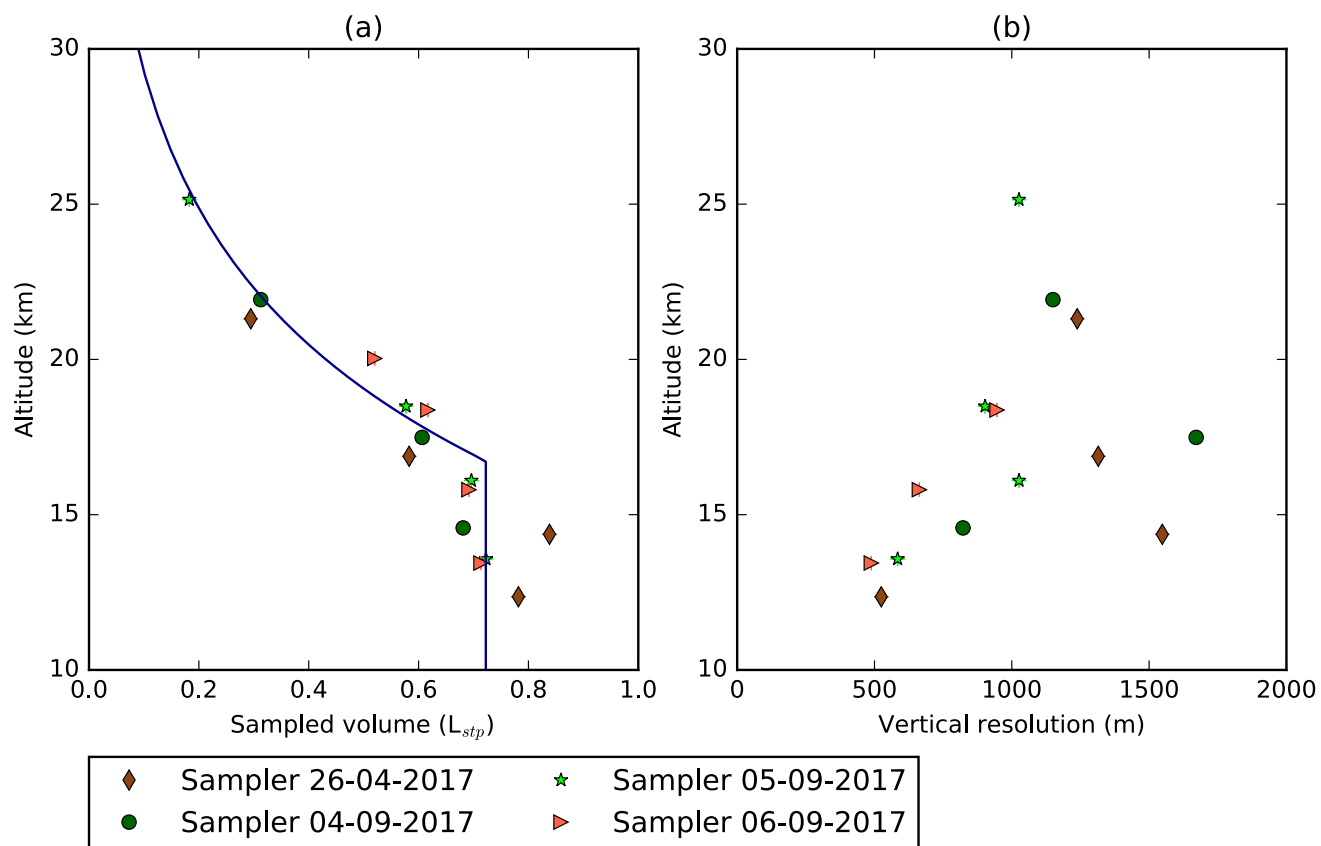 (a)
(b)
30
25
20
15
10
Altitude (km)
0.0 0.2 0.4 0.6 0.8 1.0
Sampled volume (L_stp)
30
25
20
15
10
Altitude (km)
0 500 1000 1500 2000
Vertical resolution (m)
Sampler 26-04-2017
Sampler 05-09-2017
Sampler 04-09-2017
Sampler 06-09-2017